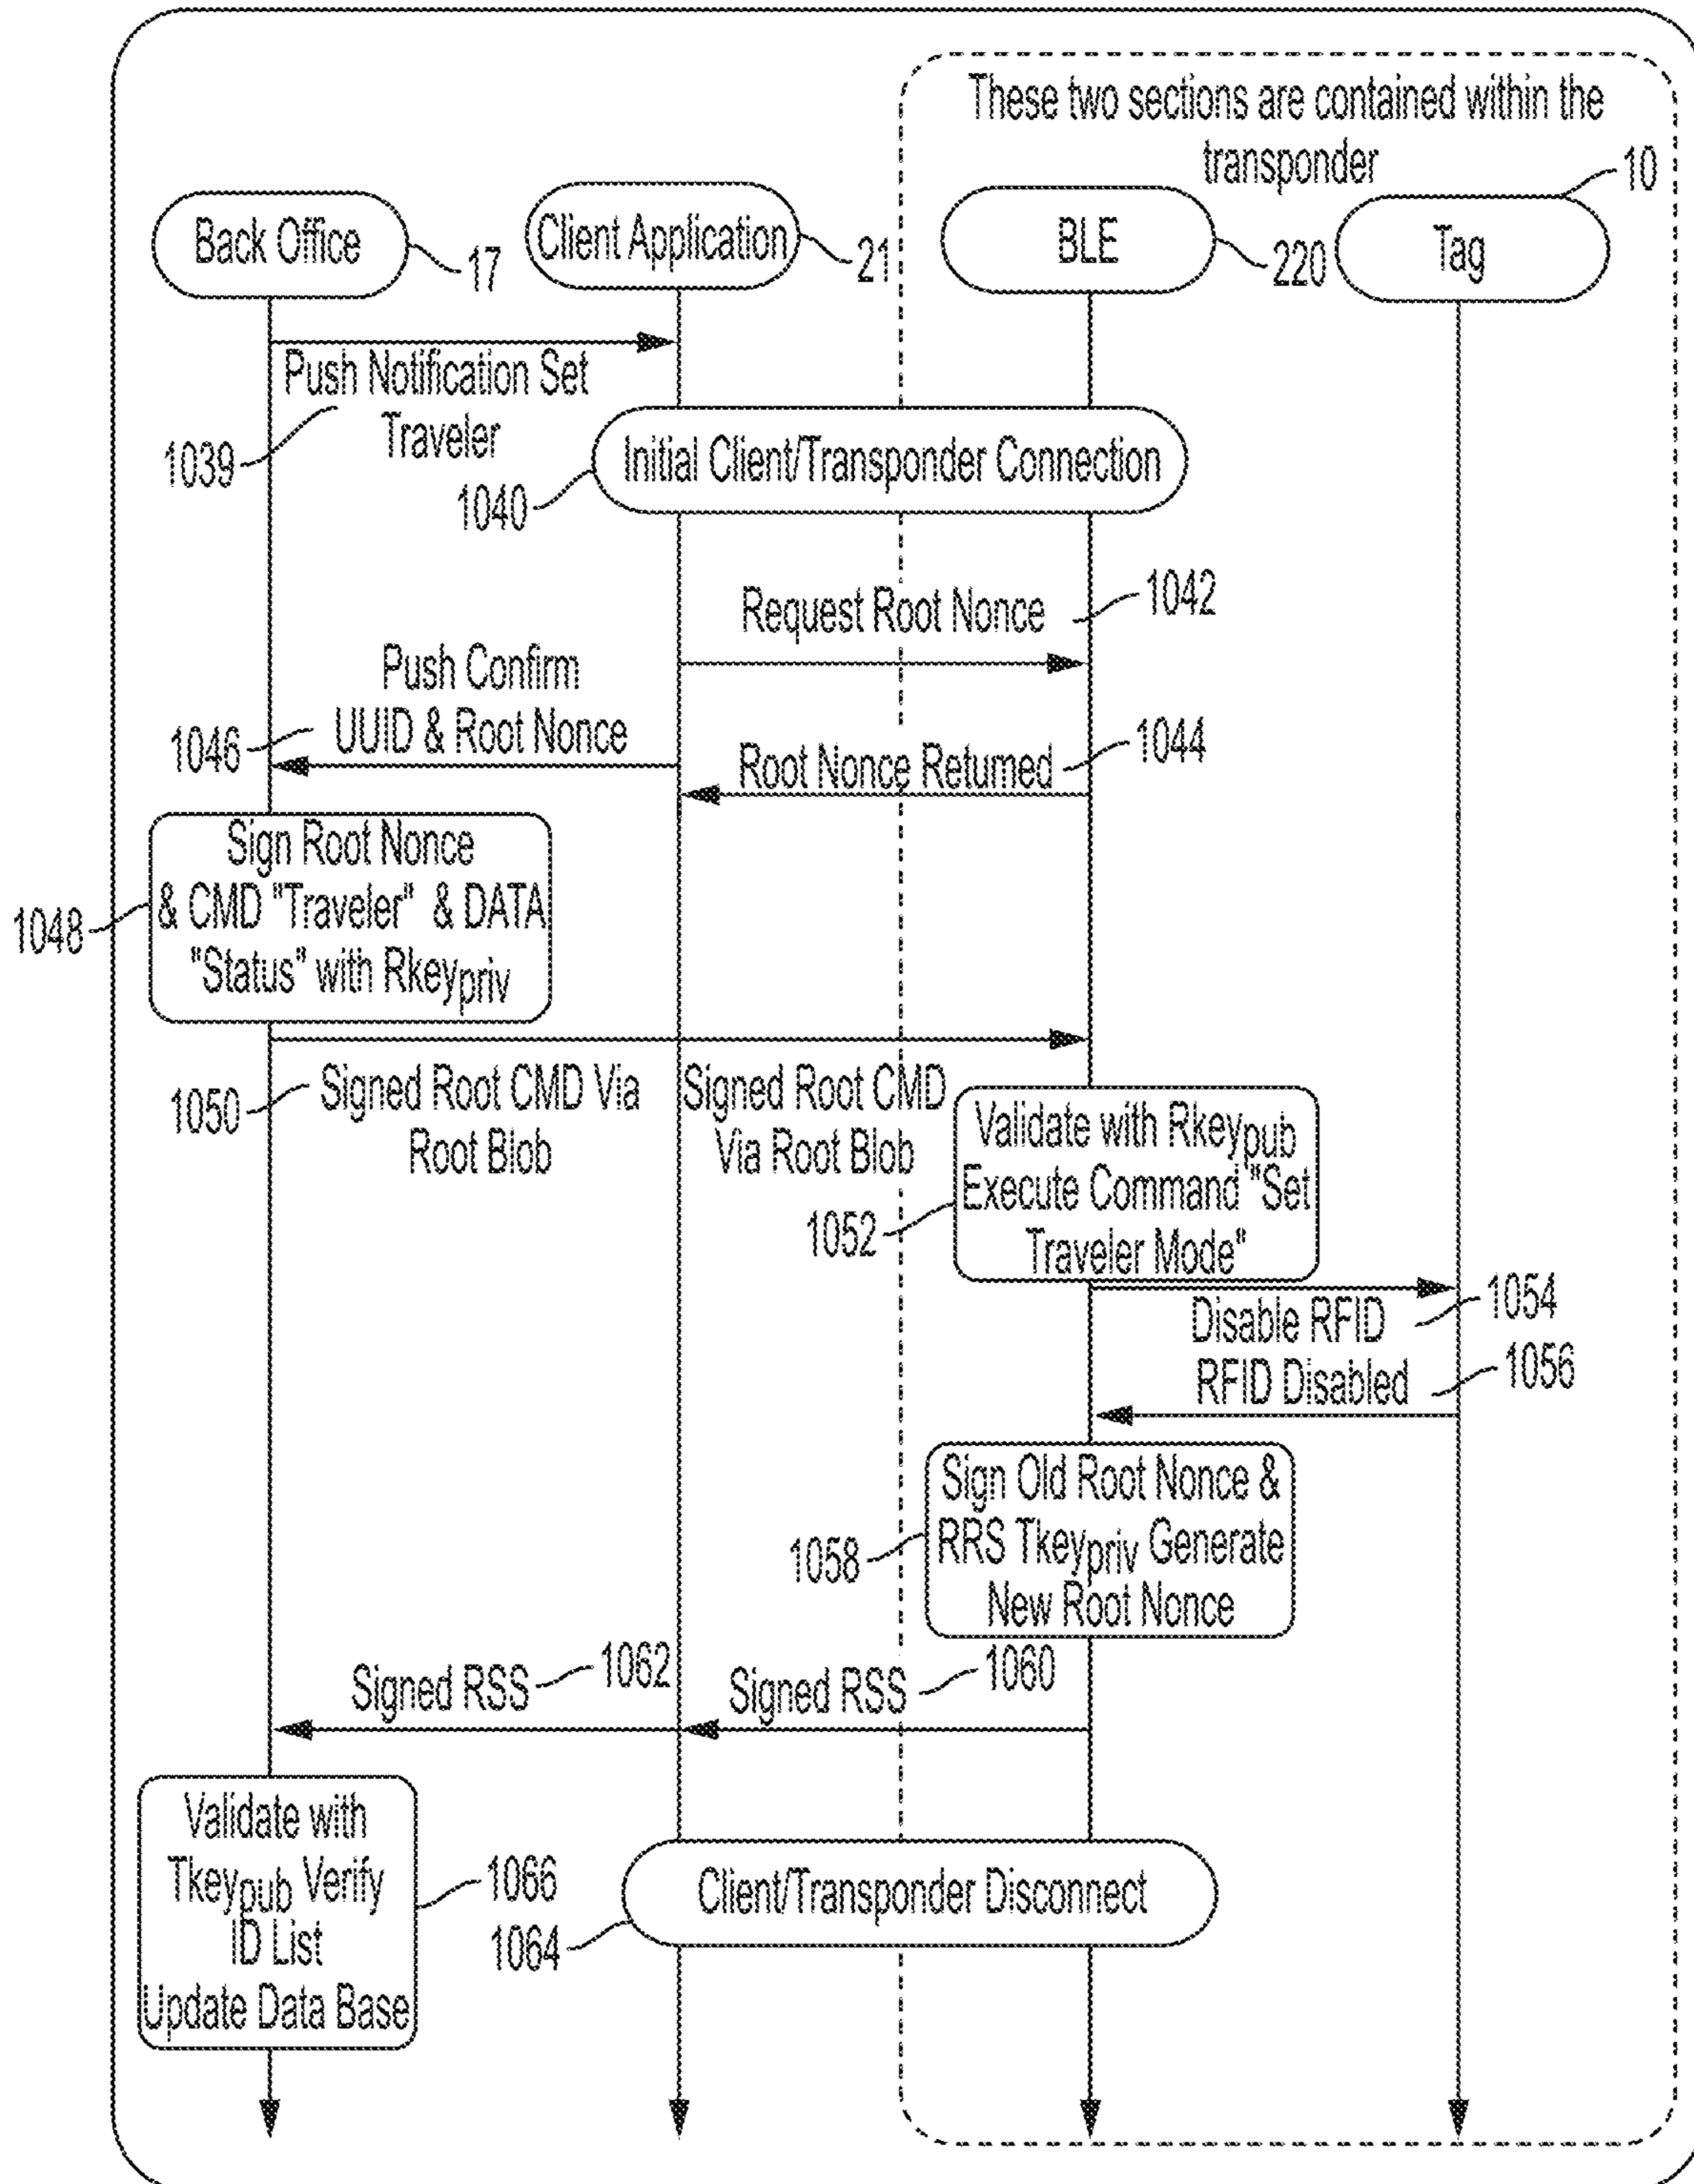 These two sections are contained within the
transponder
10
Back Office
17
Client Application
21
BLE
220
Tag
Push Notification Set
Traveler
1039
Initial Client/Transponder Connection
1040
Request Root Nonce
1042
Push Confirm
UUID & Root Nonce
1046
Root Nonce Returned
1044
Sign Root Nonce
& CMD "Traveler" & DATA
"Status" with Rkeypriv
1048
1050
Signed Root CMD Via
Root Blob
Signed Root CMD
Via Root Blob
Validate with Rkeypub
Execute Command "Set
Traveler Mode"
1052
Disable RFID
1054
RFID Disabled
1056
Sign Old Root Nonce &
RRS Tkeypriv Generate
New Root Nonce
1058
Signed RSS
1062
Signed RSS
1060
Validate with
Tkeypub Verify
ID List
Update Data Base
1066
Client/Transponder Disconnect
1064